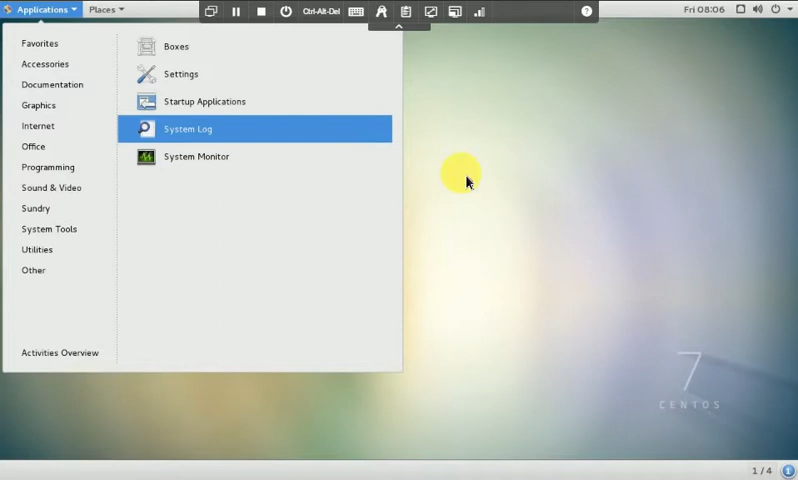 Applications Places Ctrl-Alt-Del ? Fri 08:06
Favorites
Accessories
Documentation
Graphics
Internet
Office
Programming
Sound & Video
Sundry
System Tools
Utilities
Other
Activities Overview
Boxes
Settings
Startup Applications
System Log
System Monitor
7
CENTOS
1 / 4 1